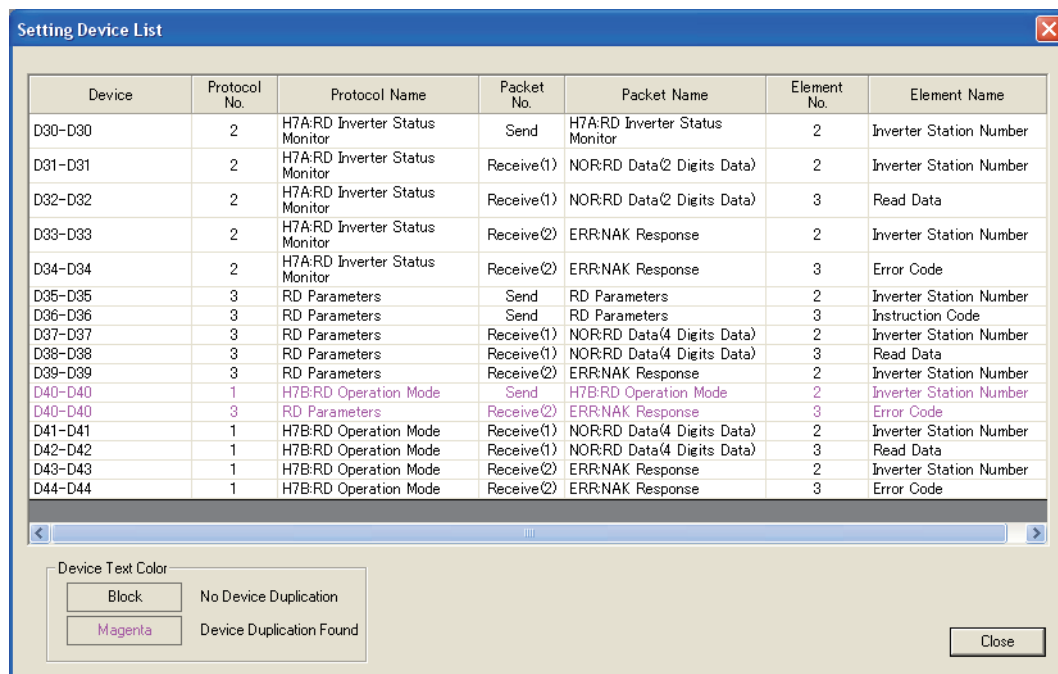 Setting Device List
Device Protocol No. Protocol Name Packet No. Packet Name Element No. Element Name
D30-D30 2 H7A:RD Inverter Status Monitor Send H7A:RD Inverter Status Monitor 2 Inverter Station Number
D31-D31 2 H7A:RD Inverter Status Monitor Receive(1) NOR:RD Data(2 Digits Data) 2 Inverter Station Number
D32-D32 2 H7A:RD Inverter Status Monitor Receive(1) NOR:RD Data(2 Digits Data) 3 Read Data
D33-D33 2 H7A:RD Inverter Status Monitor Receive(2) ERR:NAK Response 2 Inverter Station Number
D34-D34 2 H7A:RD Inverter Status Monitor Receive(2) ERR:NAK Response 3 Error Code
D35-D35 3 RD Parameters Send RD Parameters 2 Inverter Station Number
D36-D36 3 RD Parameters Send RD Parameters 3 Instruction Code
D37-D37 3 RD Parameters Receive(1) NOR:RD Data(4 Digits Data) 2 Inverter Station Number
D38-D38 3 RD Parameters Receive(1) NOR:RD Data(4 Digits Data) 3 Read Data
D39-D39 3 RD Parameters Receive(2) ERR:NAK Response 2 Inverter Station Number
D40-D40 1 H7B:RD Operation Mode Send H7B:RD Operation Mode 2 Inverter Station Number
D40-D40 3 RD Parameters Receive(2) ERR:NAK Response 3 Error Code
D41-D41 1 H7B:RD Operation Mode Receive(1) NOR:RD Data(4 Digits Data) 2 Inverter Station Number
D42-D42 1 H7B:RD Operation Mode Receive(1) NOR:RD Data(4 Digits Data) 3 Read Data
D43-D43 1 H7B:RD Operation Mode Receive(2) ERR:NAK Response 2 Inverter Station Number
D44-D44 1 H7B:RD Operation Mode Receive(2) ERR:NAK Response 3 Error Code
Device Text Color
Block No Device Duplication
Magenta Device Duplication Found
Close